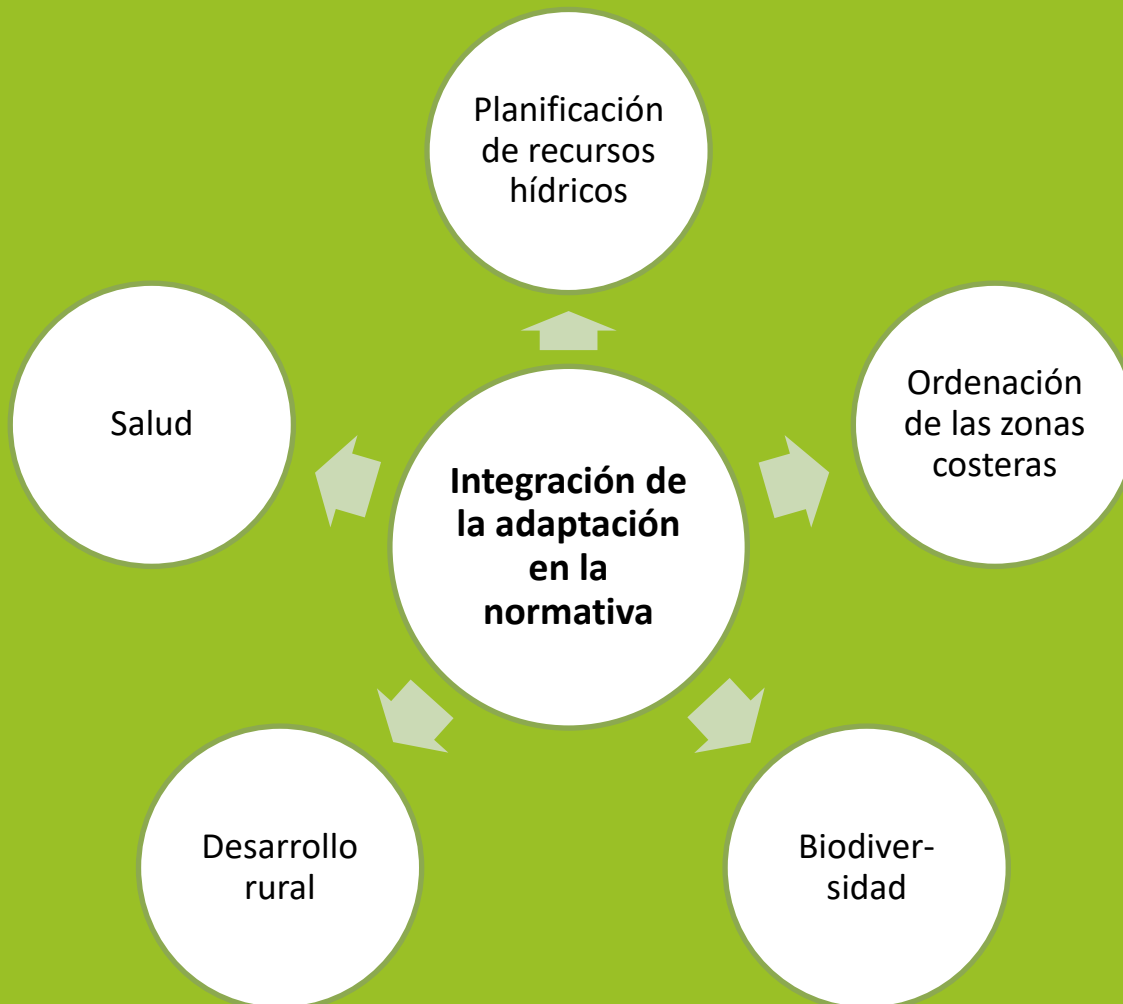 Planificación
de recursos
hídricos
Ordenación
de las zonas
costeras
Biodiver-
sidad
Desarrollo
rural
Salud
Integración de
la adaptación
en la
normativa